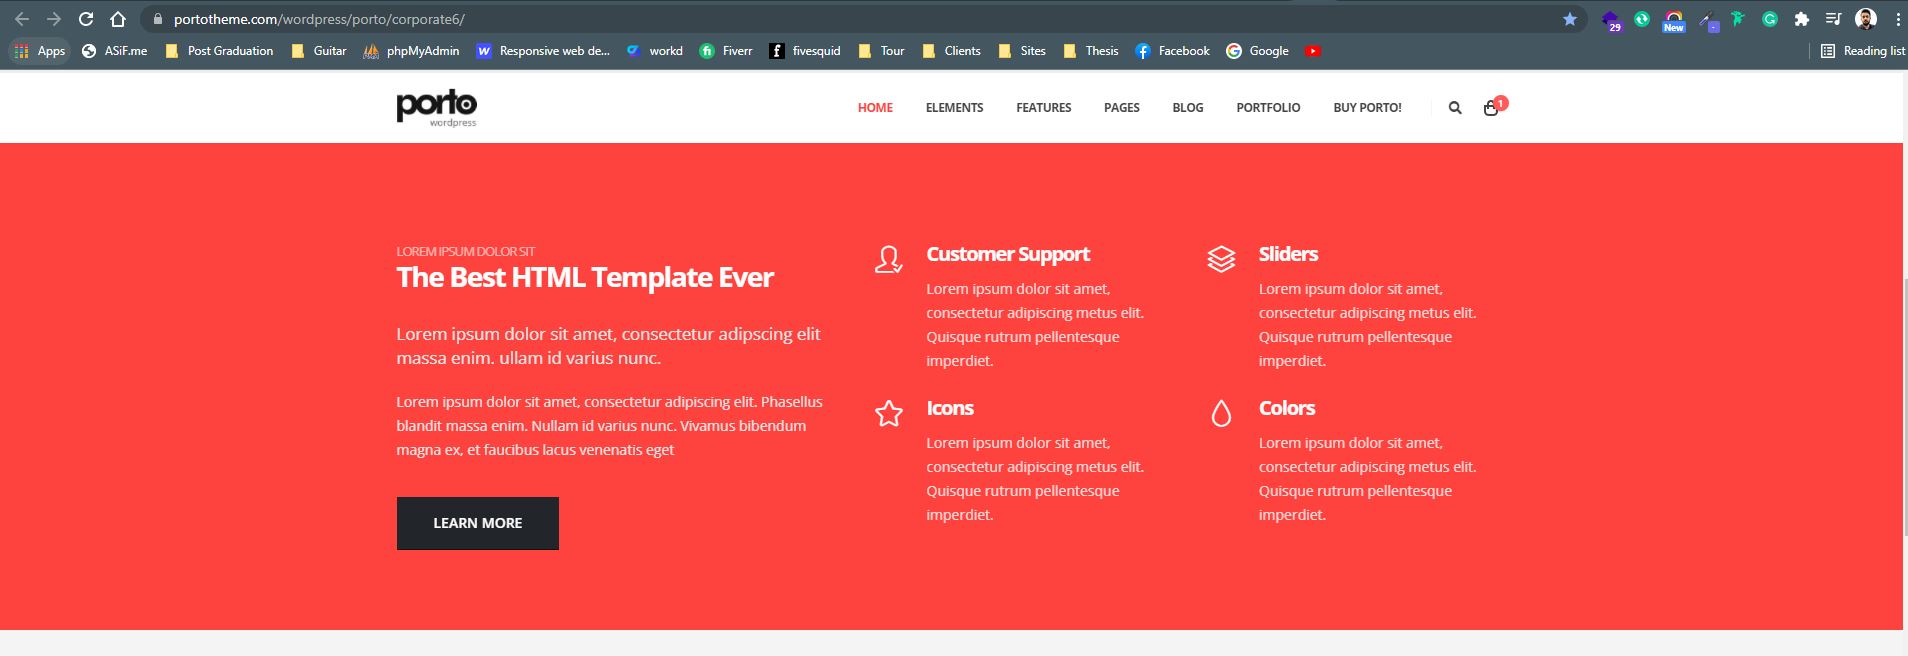 portotheme.com/wordpress/porto/corporate6/
29
New
Apps
ASiF.me
Post Graduation
Guitar
phpMyAdmin
Responsive web de...
workd
Fiverr
fivesquid
Tour
Clients
Sites
Thesis
Facebook
Google
Reading list
porto
wordpress
HOME
ELEMENTS
FEATURES
PAGES
BLOG
PORTFOLIO
BUY PORTO!
1
LOREM IPSUM DOLOR SIT
The Best HTML Template Ever
Lorem ipsum dolor sit amet, consectetur adipscing elit
massa enim. ullam id varius nunc.
Lorem ipsum dolor sit amet, consectetur adipiscing elit. Phasellus
blandit massa enim. Nullam id varius nunc. Vivamus bibendum
magna ex, et faucibus lacus venenatis eget
LEARN MORE
Customer Support
Lorem ipsum dolor sit amet,
consectetur adipiscing metus elit.
Quisque rutrum pellentesque
imperdiet.
Sliders
Lorem ipsum dolor sit amet,
consectetur adipiscing metus elit.
Quisque rutrum pellentesque
imperdiet.
Icons
Lorem ipsum dolor sit amet,
consectetur adipiscing metus elit.
Quisque rutrum pellentesque
imperdiet.
Colors
Lorem ipsum dolor sit amet,
consectetur adipiscing metus elit.
Quisque rutrum pellentesque
imperdiet.